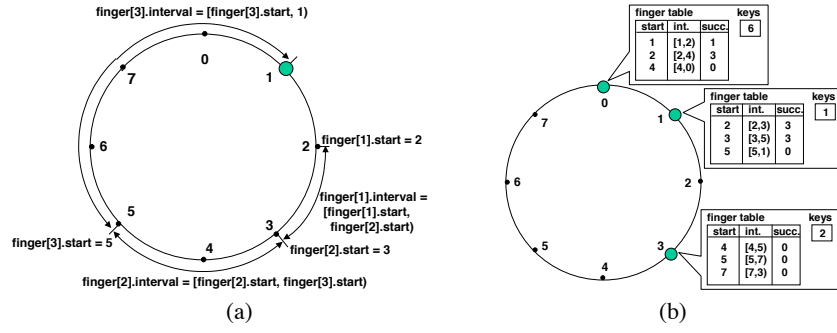 finger[3].interval = [finger[3].start, 1)
0
1
7
2
finger[1].start = 2
6
finger[1].interval =
[finger[1].start,
finger[2].start)
5
3
finger[3].start = 5
4
finger[2].start = 3
finger[2].interval = [finger[2].start, finger[3].start)
(a)
finger table
keys
start int. succ.
6
1 [1,2) 1
2 [2,4) 3
4 [4,0) 0
0
finger table
keys
start int. succ.
1
2 [2,3) 3
3 [3,5) 3
5 [5,1) 0
7
1
6
2
finger table
keys
start int. succ.
2
4 [4,5) 0
5 [5,7) 0
7 [7,3) 0
5
3
4
(b)